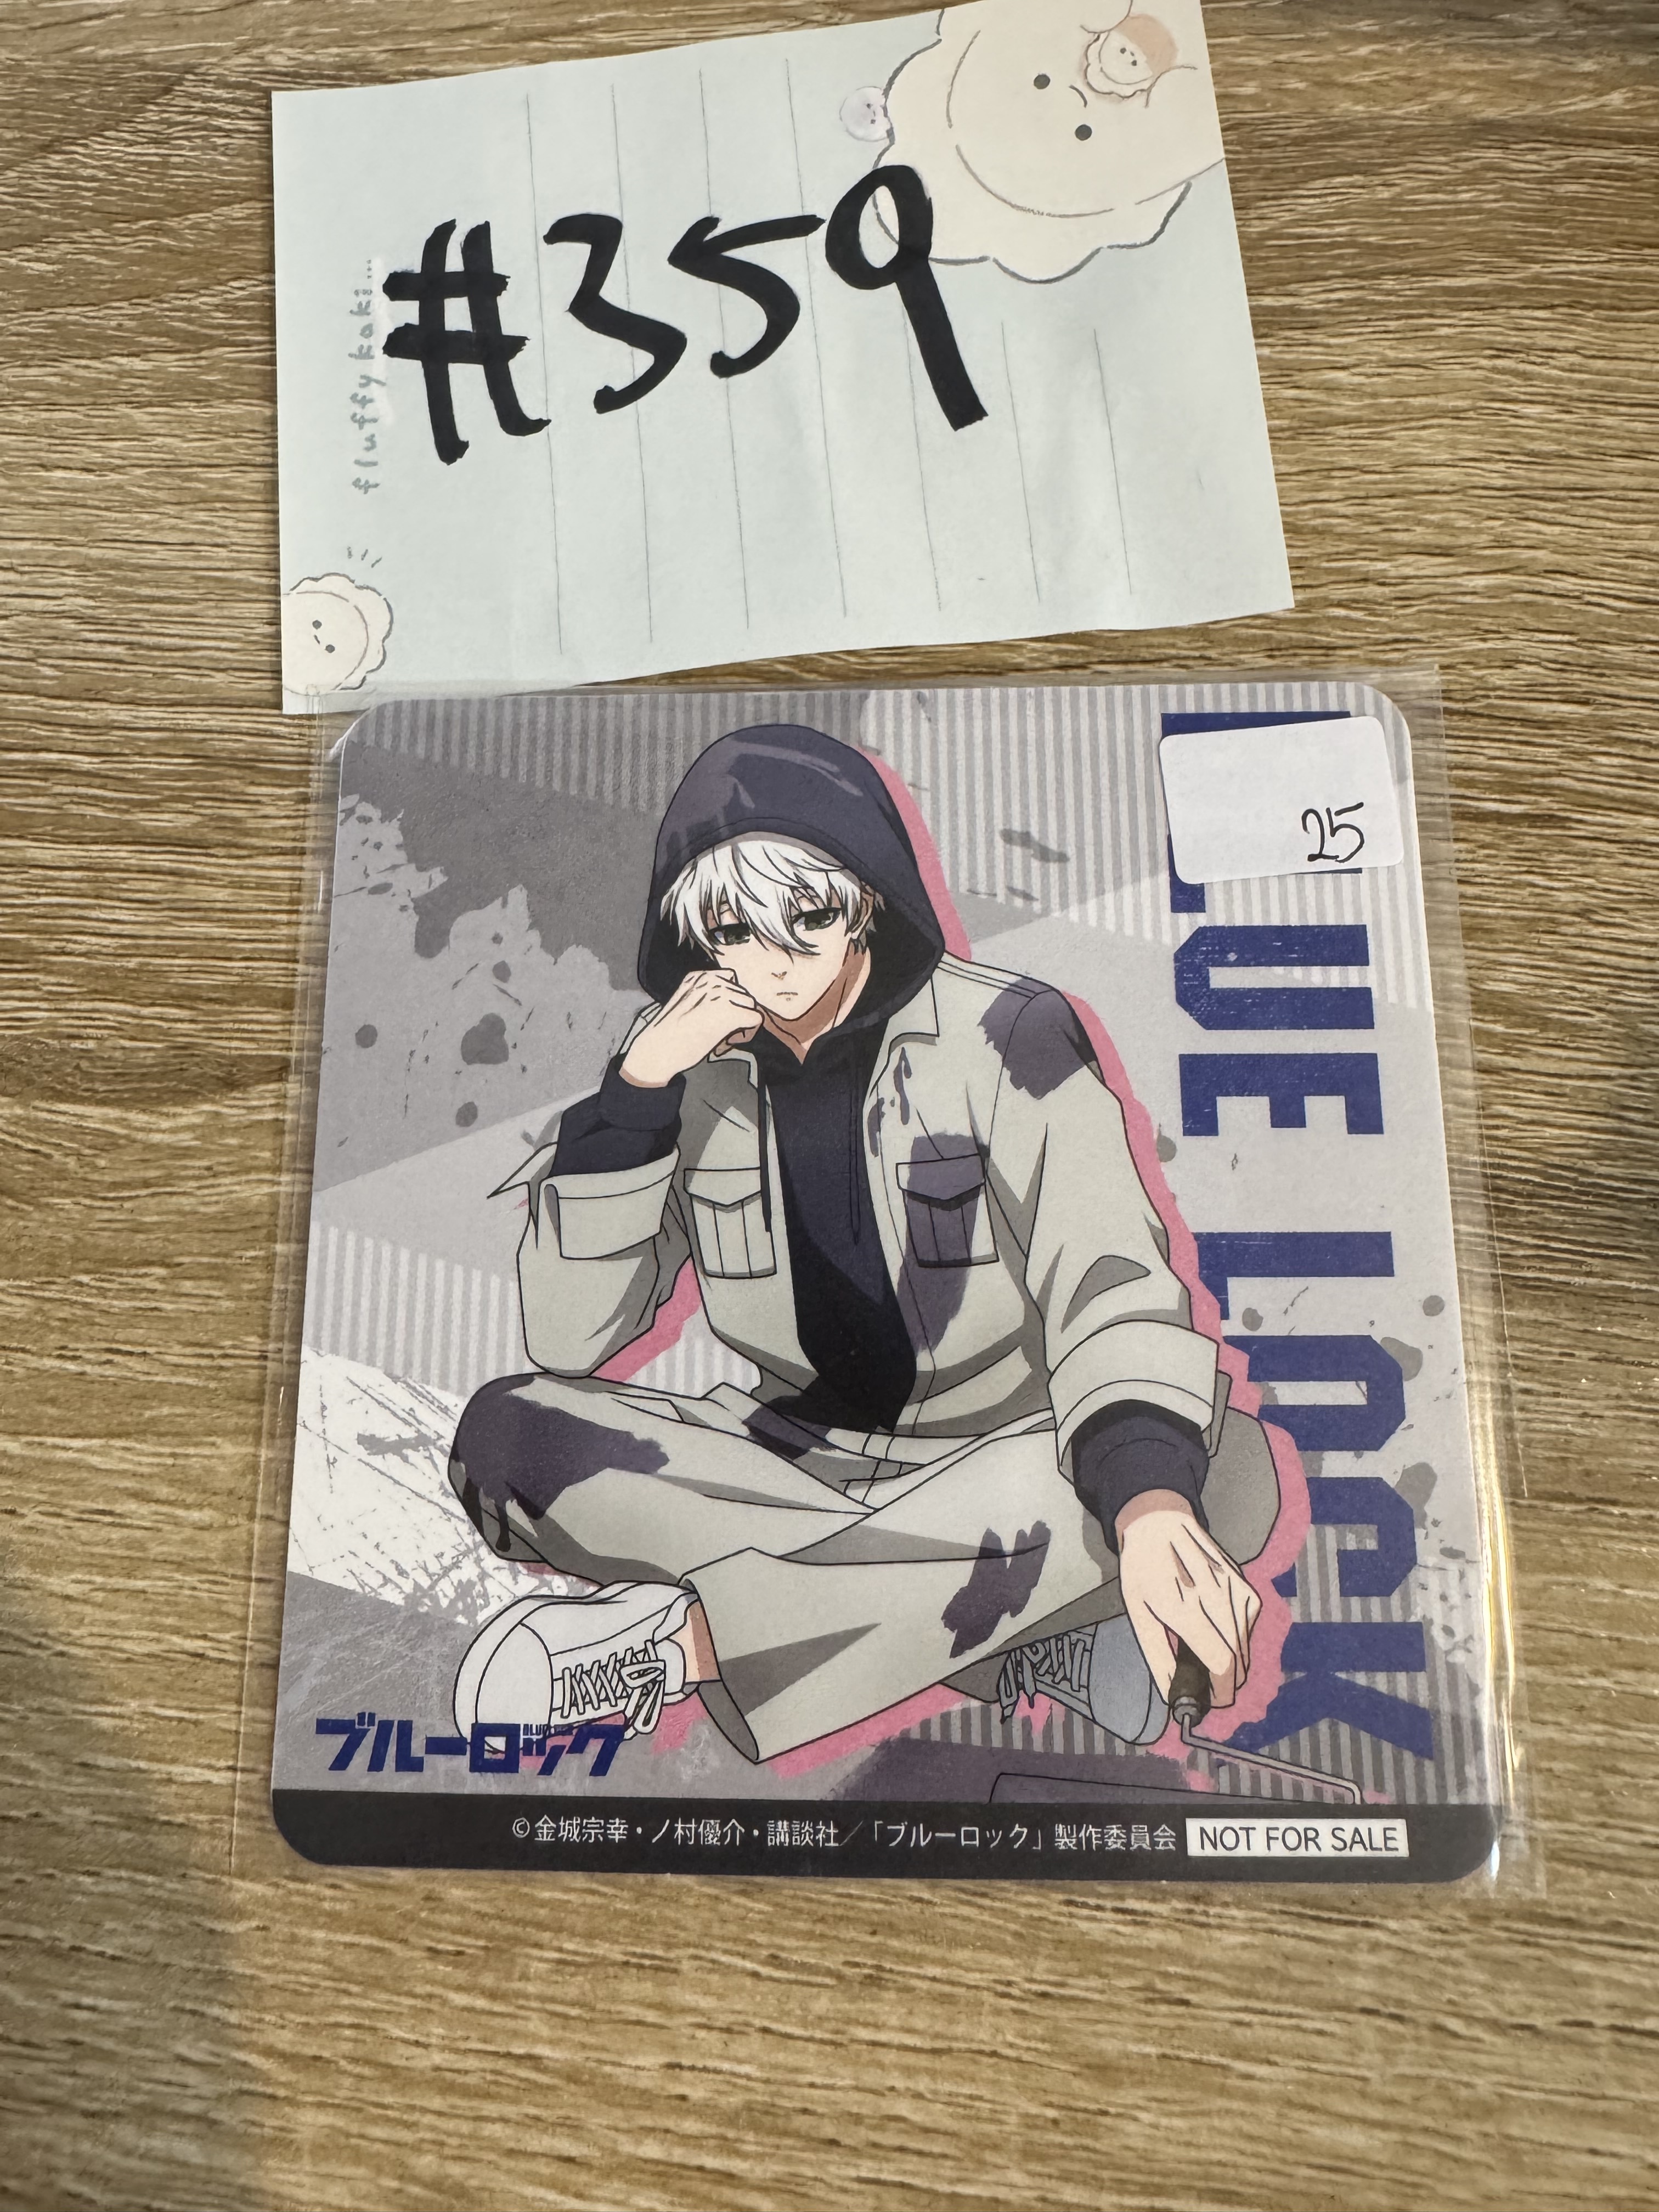 #359
fluffy kaki...
25
BLUE LOCK
ブルーロック
©金城宗幸・ノ村優介・講談社／「ブルーロック」製作委員会 NOT FOR SALE